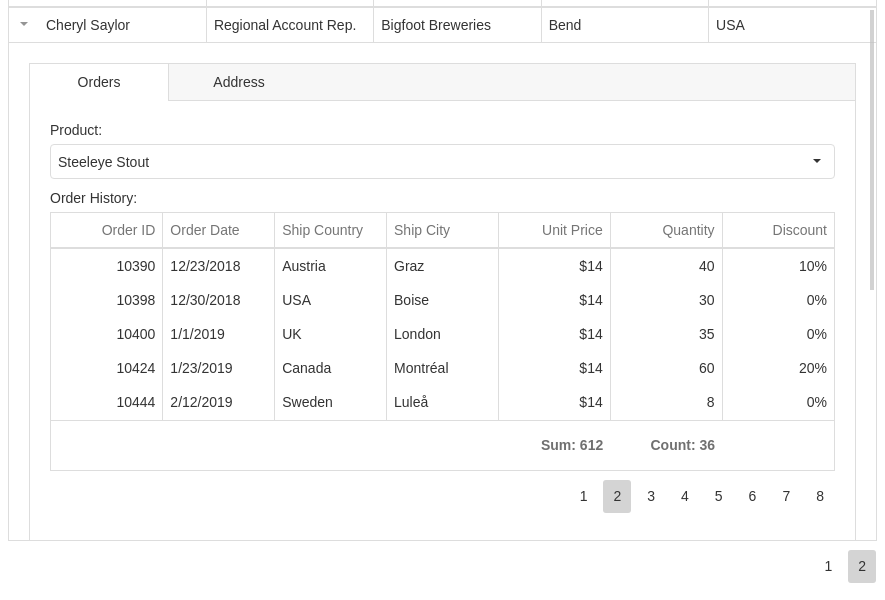 Cheryl Saylor Regional Account Rep. Bigfoot Breweries Bend USA
Orders Address
Product:
Steeleye Stout
Order History:
Order ID Order Date Ship Country Ship City Unit Price Quantity Discount
10390 12/23/2018 Austria Graz $14 40 10%
10398 12/30/2018 USA Boise $14 30 0%
10400 1/1/2019 UK London $14 35 0%
10424 1/23/2019 Canada Montréal $14 60 20%
10444 2/12/2019 Sweden Luleå $14 8 0%
Sum: 612 Count: 36
1 2 3 4 5 6 7 8
1 2